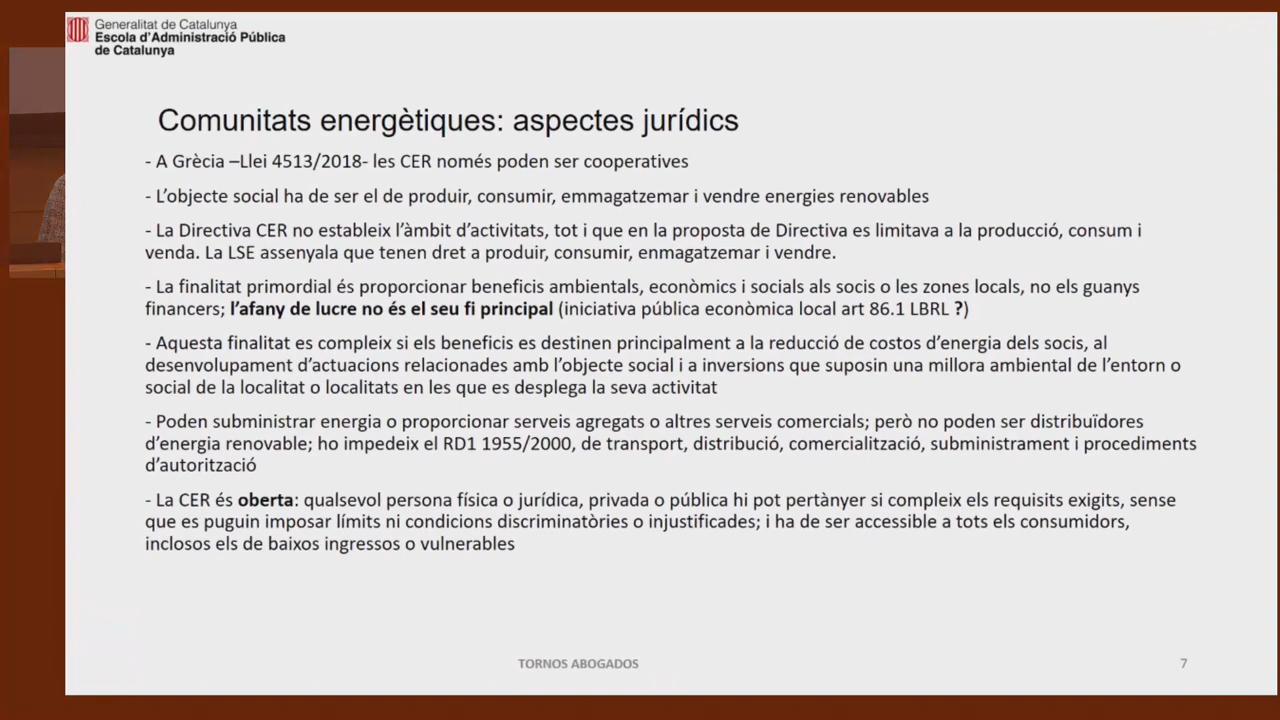 Generalitat de Catalunya
Escola d'Administració Pública
de Catalunya
Comunitats energètiques: aspectes jurídics
- A Grècia –Llei 4513/2018- les CER només poden ser cooperatives
- L'objecte social ha de ser el de produir, consumir, emmagatzemar i vendre energies renovables
- La Directiva CER no estableix l'àmbit d'activitats, tot i que en la proposta de Directiva es limitava a la producció, consum i
venda. La LSE assenyala que tenen dret a produir, consumir, enmagatzemar i vendre.
- La finalitat primordial és proporcionar beneficis ambientals, econòmics i socials als socis o les zones locals, no els guanys
financers; l'afany de lucre no és el seu fi principal (iniciativa pública econòmica local art 86.1 LBRL ?)
- Aquesta finalitat es compleix si els beneficis es destinen principalment a la reducció de costos d'energia dels socis, al
desenvolupament d'actuacions relacionades amb l'objecte social i a inversions que suposin una millora ambiental de l'entorn o
social de la localitat o localitats en les que es desplega la seva activitat
- Poden subministrar energia o proporcionar serveis agregats o altres serveis comercials; però no poden ser distribuïdores
d'energia renovable; ho impedeix el RD1 1955/2000, de transport, distribució, comercialització, subministrament i procediments
d'autorització
- La CER és oberta: qualsevol persona física o jurídica, privada o pública hi pot pertànyer si compleix els requisits exigits, sense
que es puguin imposar límits ni condicions discriminatòries o injustificades; i ha de ser accessible a tots els consumidors,
inclosos els de baixos ingressos o vulnerables
TORNOS ABOGADOS
7